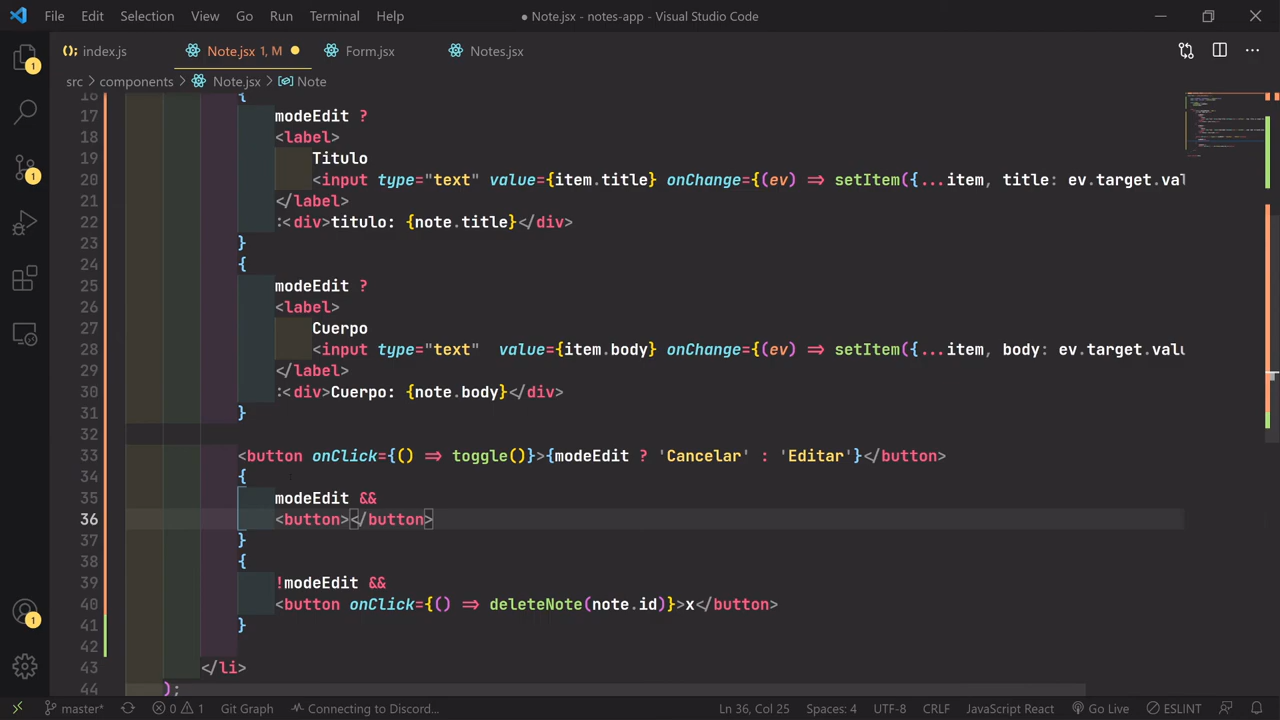 File Edit Selection View Go Run Terminal Help ● Note.jsx - notes-app - Visual Studio Code
index.js Note.jsx 1, M Form.jsx Notes.jsx
src > components > Note.jsx > Note
16 {
17 modeEdit ?
18 <label>
19 Titulo
20 <input type="text" value={item.title} onChange={(ev) => setItem({...item, title: ev.target.val
21 </label>
22 :<div>titulo: {note.title}</div>
23 }
24 {
25 modeEdit ?
26 <label>
27 Cuerpo
28 <input type="text"  value={item.body} onChange={(ev) => setItem({...item, body: ev.target.valu
29 </label>
30 :<div>Cuerpo: {note.body}</div>
31 }
32
33 <button onClick={() => toggle()}>{modeEdit ? 'Cancelar' : 'Editar'}</button>
34 {
35 modeEdit &&
36 <button></button>
37 }
38 {
39 !modeEdit &&
40 <button onClick={() => deleteNote(note.id)}>x</button>
41 }
42
43 </li>
44 );
1
1
1
master* 0 1 Git Graph Connecting to Discord... Ln 36, Col 25 Spaces: 4 UTF-8 CRLF JavaScript React Go Live ESLINT